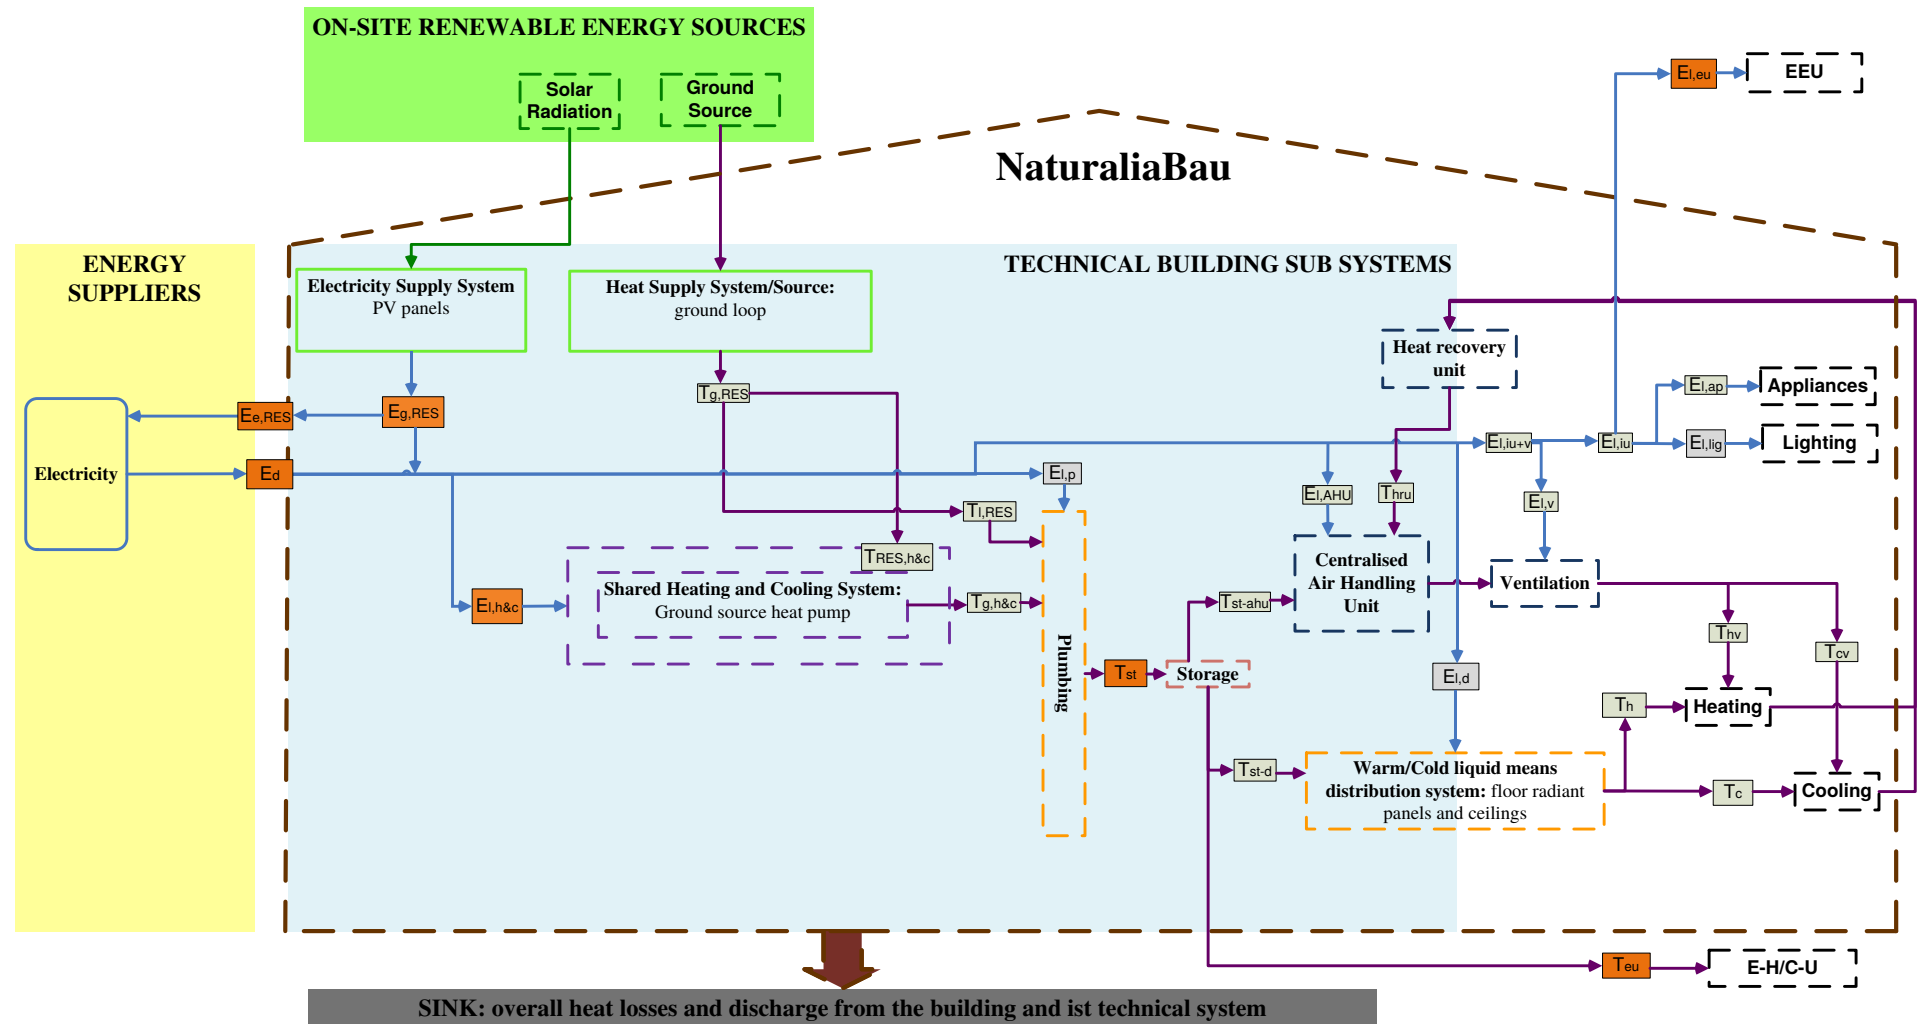 ON-SITE RENEWABLE ENERGY SOURCES
Solar
Radiation
Ground
Source
El,eu
EEU
NaturaliaBau
ENERGY
SUPPLIERS
TECHNICAL BUILDING SUB SYSTEMS
Electricity Supply System
PV panels
Heat Supply System/Source:
ground loop
Heat recovery
unit
Tg,RES
El,ap
Appliances
Ee,RES
Eg,RES
El,iu+v
El,iu
El,lig
Lighting
Electricity
Ed
El,p
El,AHU
Thru
El,v
Tl,RES
TRES,h&c
Shared Heating and Cooling System:
Ground source heat pump
El,h&c
Tg,h&c
Centralised
Air Handling
Unit
Ventilation
Tst-ahu
Thv
Tcv
Plumbing
Tst
Storage
El,d
Th
Heating
Tst-d
Warm/Cold liquid means
distribution system: floor radiant
panels and ceilings
Tc
Cooling
Teu
E-H/C-U
SINK: overall heat losses and discharge from the building and ist technical system